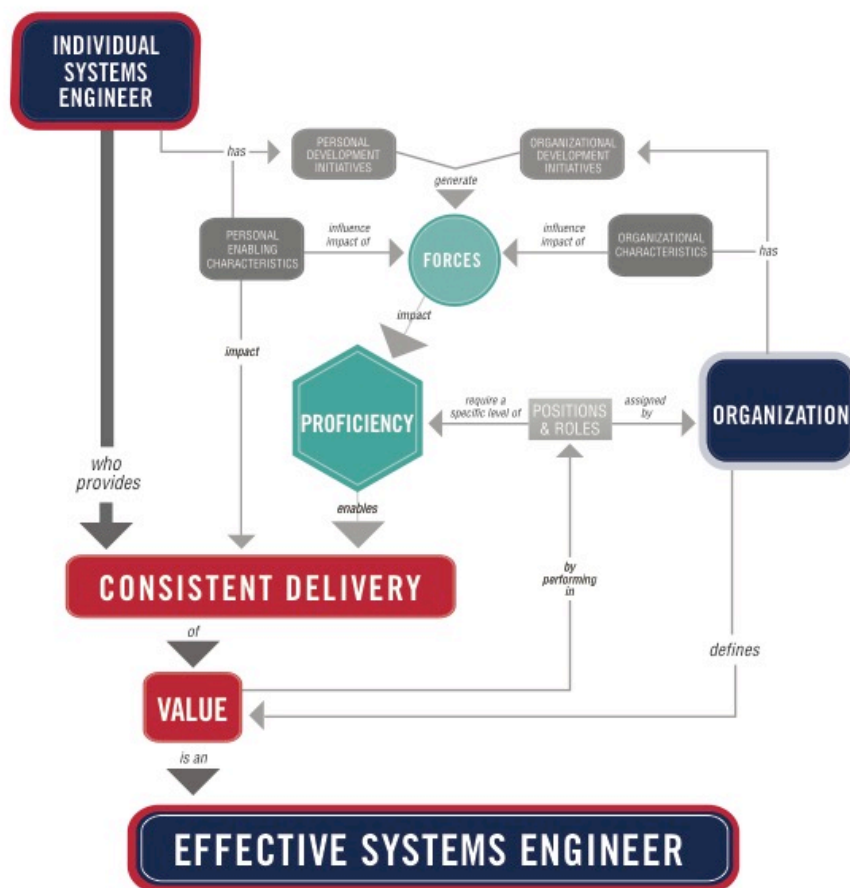 INDIVIDUAL
SYSTEMS
ENGINEER
has
PERSONAL
DEVELOPMENT
INITIATIVES
ORGANIZATIONAL
DEVELOPMENT
INITIATIVES
generate
PERSONAL
ENABLING
CHARACTERISTICS
influence
impact of
FORCES
influence
impact of
ORGANIZATIONAL
CHARACTERISTICS
has
impact
impact
PROFICIENCY
require a
specific level of
POSITIONS
& ROLES
assigned
by
ORGANIZATION
who
provides
enables
CONSISTENT DELIVERY
by
performing
in
of
defines
VALUE
is an
EFFECTIVE SYSTEMS ENGINEER